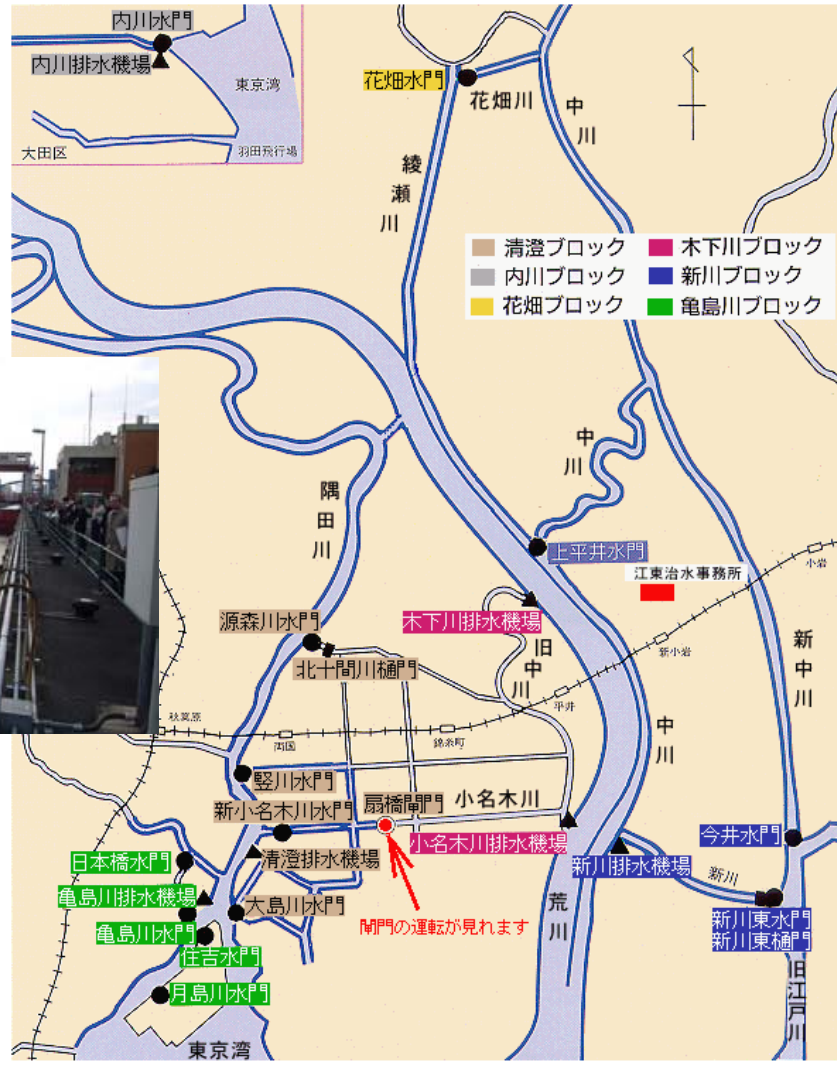 内川水門
内川排水機場
東京湾
大田区
羽田飛行場
花畑水門
花畑川
中川
綾瀬川
清澄ブロック
木下川ブロック
内川ブロック
新川ブロック
花畑ブロック
亀島川ブロック
中川
隅田川
上平井水門
江東治水事務所
小岩
木下川排水機場
源森川水門
旧中川
新小岩
新中川
北十間川樋門
平井
秋葉原
両国
錦糸町
中川
竪川水門
新小名木川水門
扇橋閘門
小名木川
小名木川排水機場
今井水門
日本橋水門
清澄排水機場
新川排水機場
新川
亀島川排水機場
大島川水門
荒川
亀島川水門
閘門の運転が見れます
新川東水門
新川東樋門
住吉水門
月島川水門
旧江戸川
東京湾